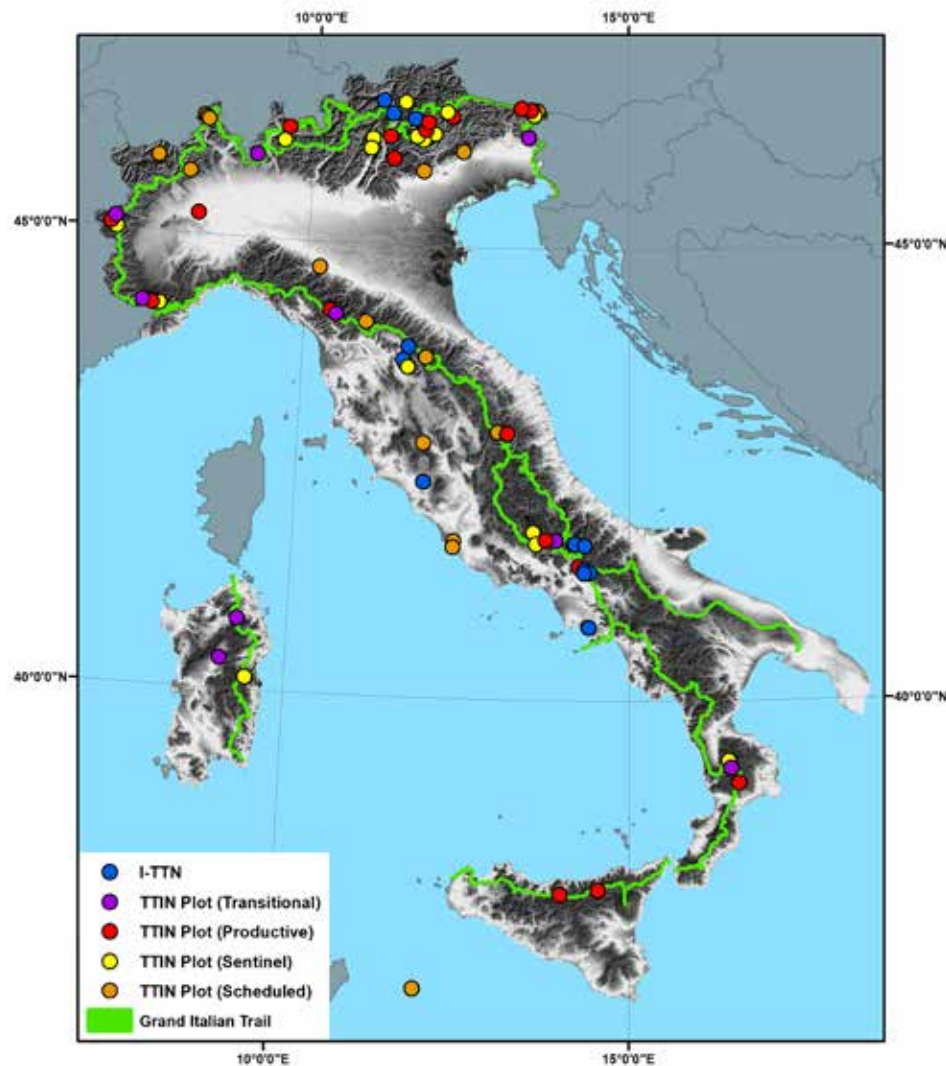 10°0'0"E 15°0'0"E
45°0'0"N 45°0'0"N
40°0'0"N 40°0'0"N
I-TTN
TTIN Plot (Transitional)
TTIN Plot (Productive)
TTIN Plot (Sentinel)
TTIN Plot (Scheduled)
Grand Italian Trail
10°0'0"E 15°0'0"E